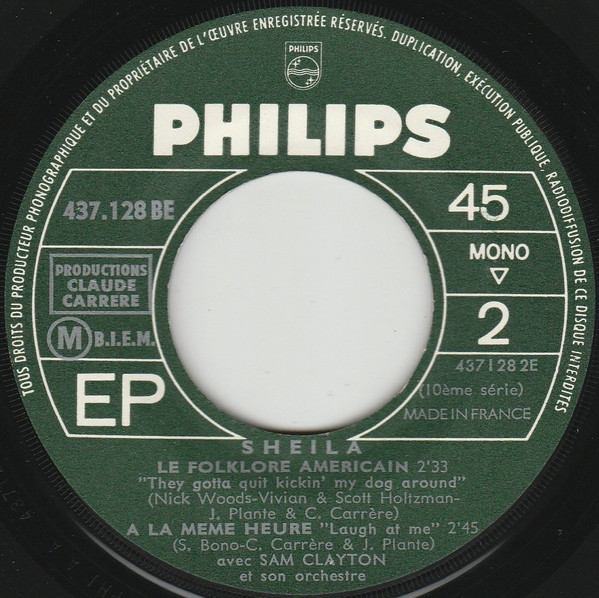 TOUS DROITS DU PRODUCTEUR PHONOGRAPHIQUE ET DU PROPRIÉTAIRE DE L'ŒUVRE ENREGISTRÉE RÉSERVÉS. DUPLICATION, EXÉCUTION PUBLIQUE, RADIODIFFUSION DE CE DISQUE INTERDITES
PHILIPS
PHILIPS
437.128 BE
PRODUCTIONS
CLAUDE
CARRERE
M B.I.E.M.
EP
45
MONO
2
437128 2E
(10ème série)
MADE IN FRANCE
SHEILA
LE FOLKLORE AMERICAIN 2'33
"They gotta quit kickin' my dog around"
(Nick Woods-Vivian & Scott Holtzman-
J. Plante & C. Carrère)
A LA MEME HEURE "Laugh at me" 2'45
(S. Bono-C. Carrère & J. Plante)
avec SAM CLAYTON
et son orchestre